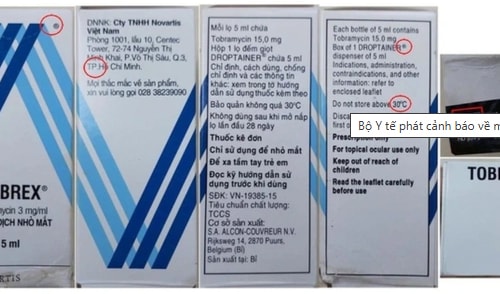 ®
BREX®
ycin 3 mg/ml
DỊCH NHỎ MẮT
5 ml
RTIS
DNNK: Cty TNHH Novartis
Việt Nam
Phòng 1001, lầu 10, Centec
Tower, 72-74 Nguyễn Thị
Minh Khai, P.Võ Thị Sáu, Q.3
TP.Hồ Chí Minh.
Mọi thắc mắc về sản phẩm,
xin vui lòng gọi 028 38239090
Mỗi lọ 5 ml chứa
Tobramycin 15,0 mg
Hộp 1 lọ đếm giọt
DROPTAINER® chứa 5 ml
Chỉ định, cách dùng, chống
chỉ định và các thông tin
khác: xem trong tờ hướng
dẫn sử dụng thuốc kèm theo
Bảo quản không quá 30°C
Không dùng sau khi mở nắp
lọ lần đầu 28 ngày
Thuốc kê đơn
Chỉ sử dụng để nhỏ mắt
Để xa tầm tay trẻ em
Đọc kỹ hướng dẫn sử
dụng trước khi dùng
SĐK: VN-19385-15
Tiêu chuẩn chất lượng:
TCCS
Cơ sở sản xuất:
S.A. ALCON-COUVREUR N.V.
Rijksweg 14, 2870 Puurs,
Belgium (Bỉ)
Sản xuất tại: Bỉ
Each bottle of 5 ml contains
Tobramycin 15.0 mg
Box of 1 DROPTAINER®
dispenser of 5 ml
Indications, administration,
contraindications, and other
information: refer to
enclosed leaflet
Do not store above 30°C
Disca
first o
Bộ Y tế phát cảnh báo về m
Prescription only
For topical ocular use only
Keep out of reach of
children
Read the leaflet carefully
before use
TOB